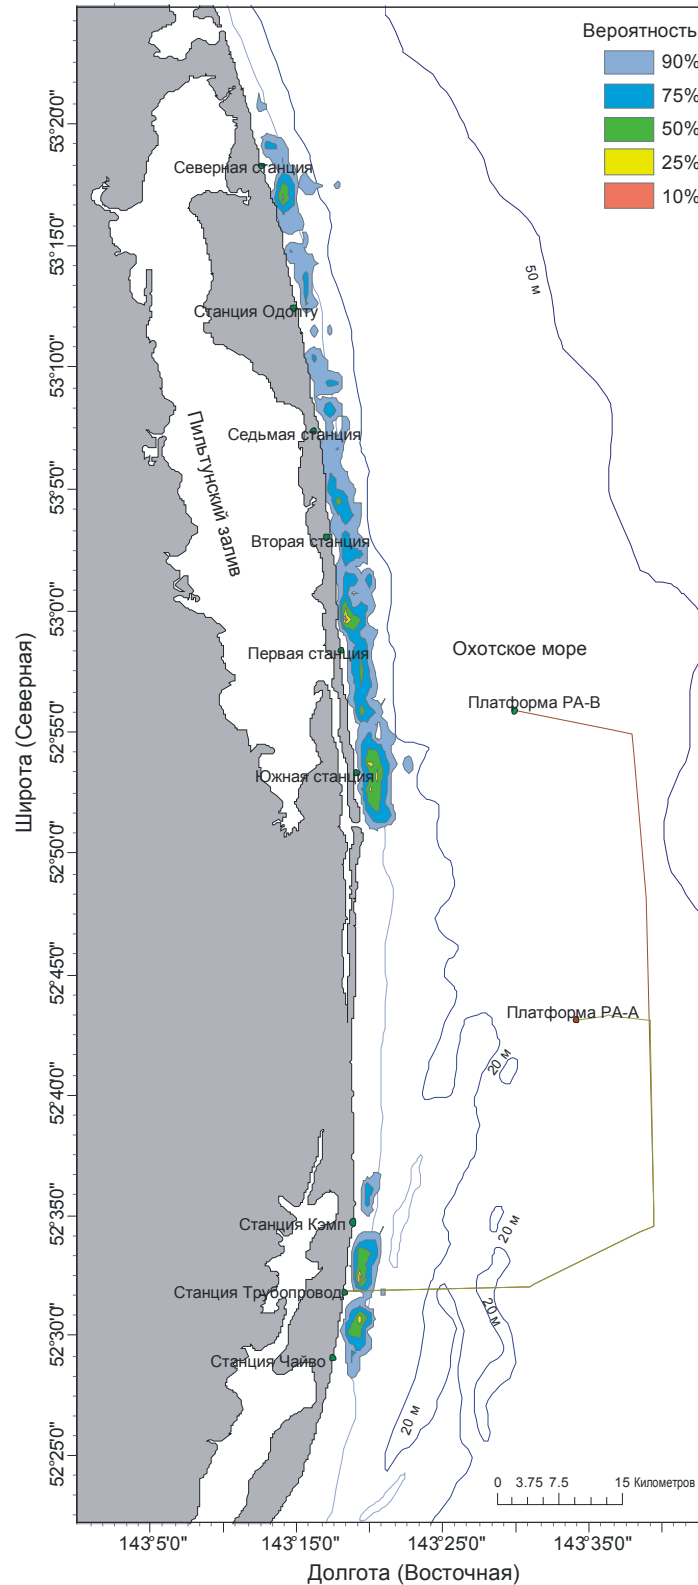 Вероятность
90%
75%
50%
25%
10%
53°20'0"
53°15'0"
53°10'0"
53°5'0"
53°0'0"
52°55'0"
52°50'0"
52°45'0"
52°40'0"
52°35'0"
52°30'0"
52°25'0"
Широта (Северная)
Северная станция
Станция Одопту
Седьмая станция
Пильтунский залив
Вторая станция
Первая станция
Южная станция
50 м
Охотское море
Платформа PA-B
Платформа PA-A
20 м
Станция Кэмп
20 м
Станция Трубопровод
20 м
Станция Чайво
20 м
0 3.75 7.5 15 Километров
143°5'0" 143°15'0" 143°25'0" 143°35'0"
Долгота (Восточная)